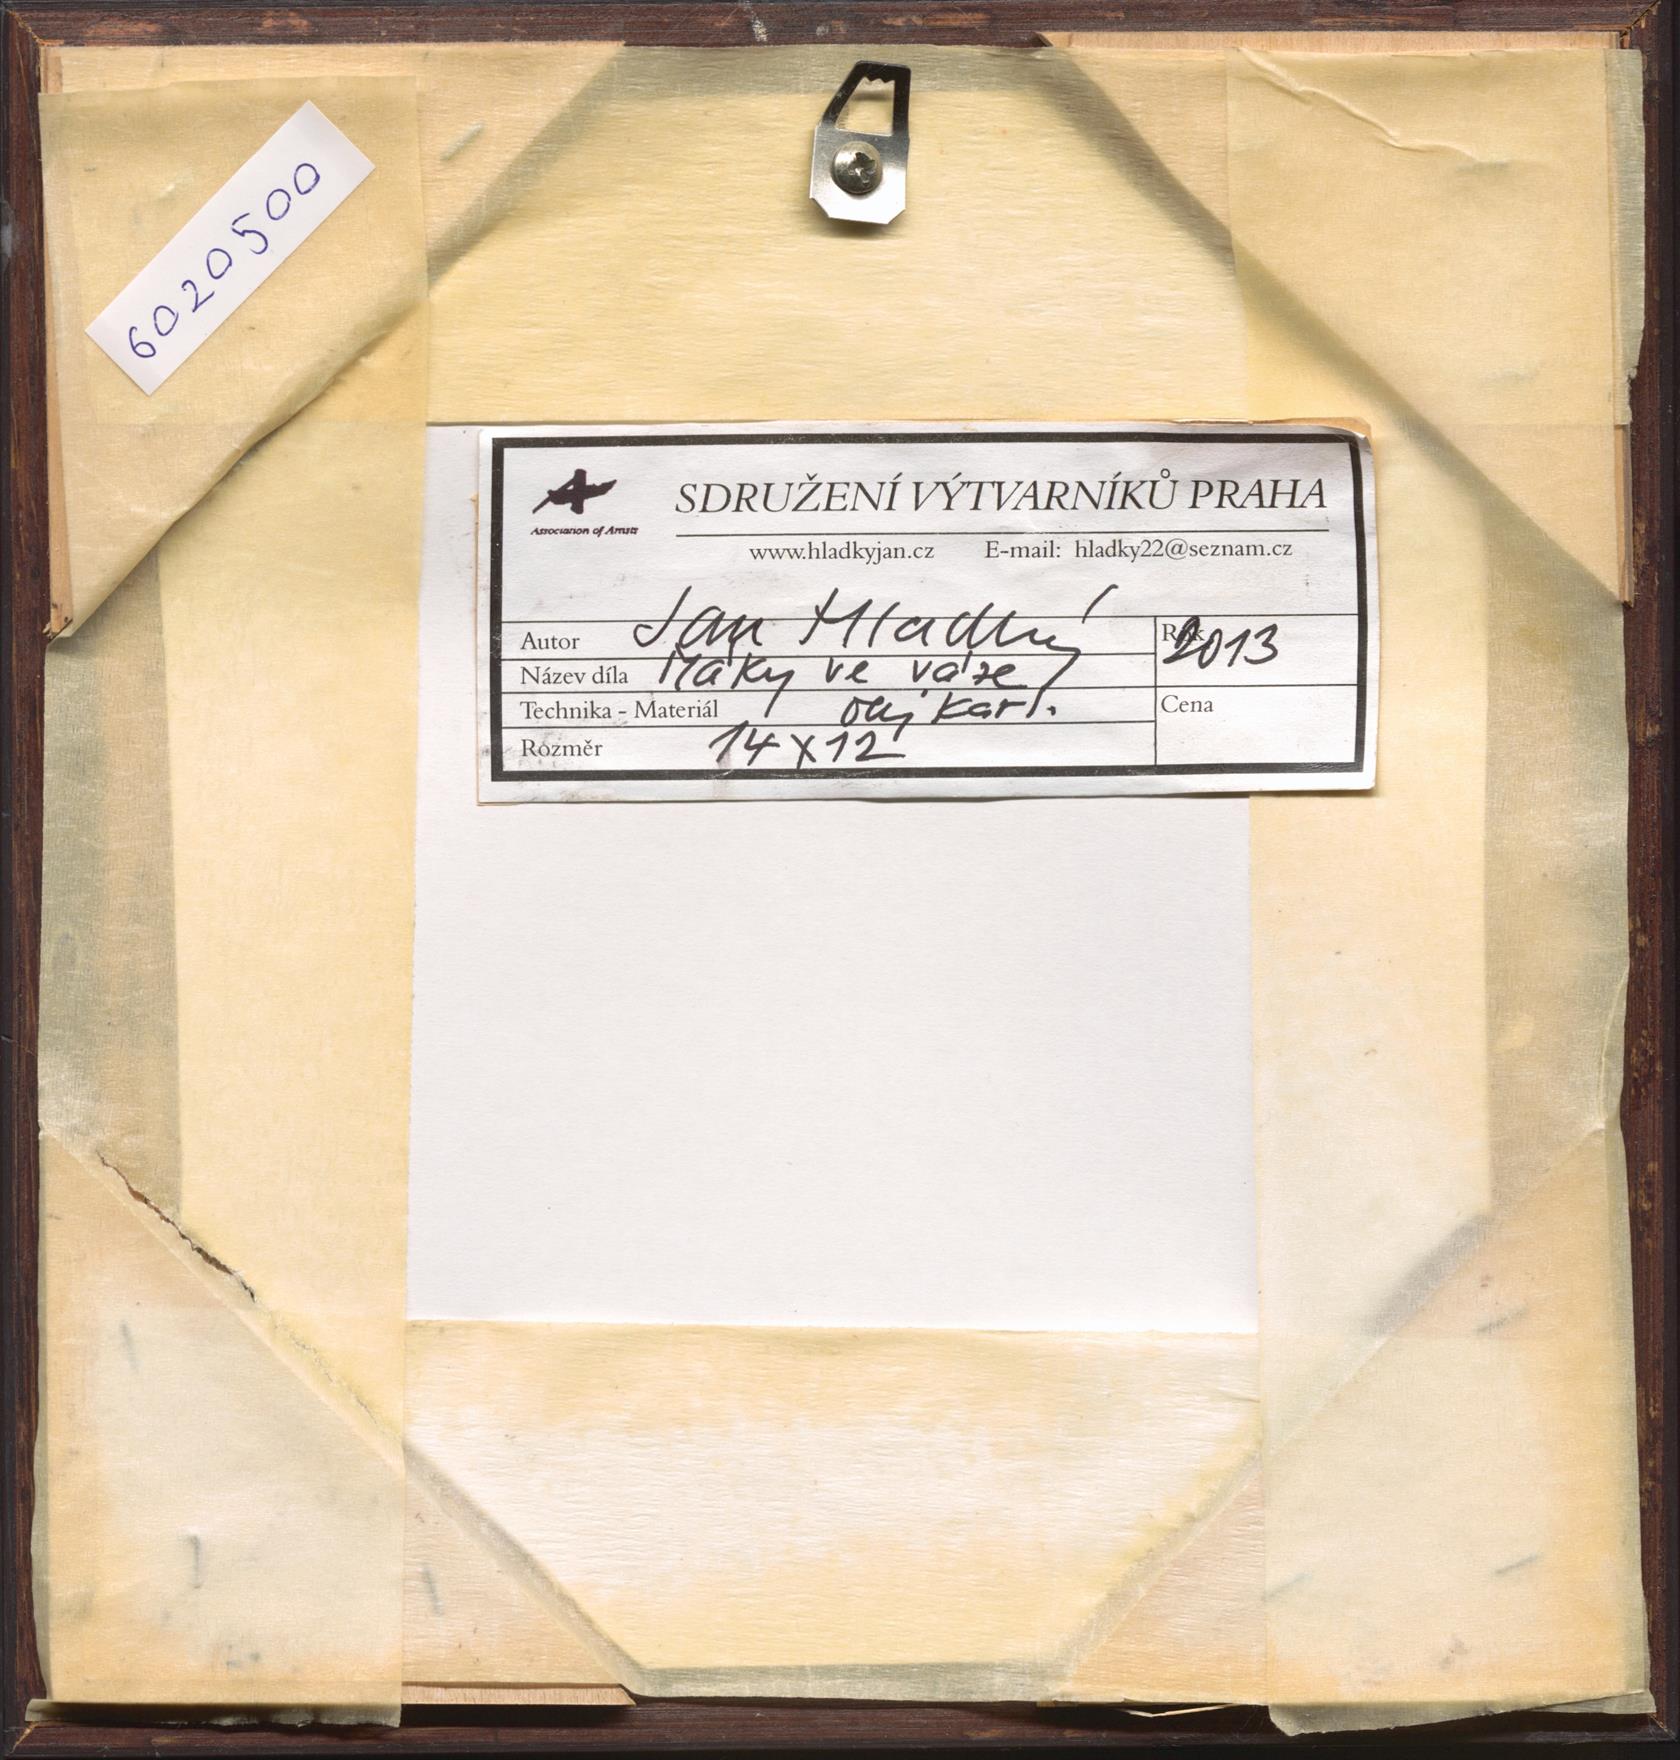 6020500
SDRUŽENÍ VÝTVARNÍKŮ PRAHA
Association of Artists
www.hladkyjan.cz E-mail: hladky22@seznam.cz
Autor Jan Hladký Rok 2013
Název díla Máky ve váze
Technika - Materiál olej kart. Cena
Rozměr 14 x 12